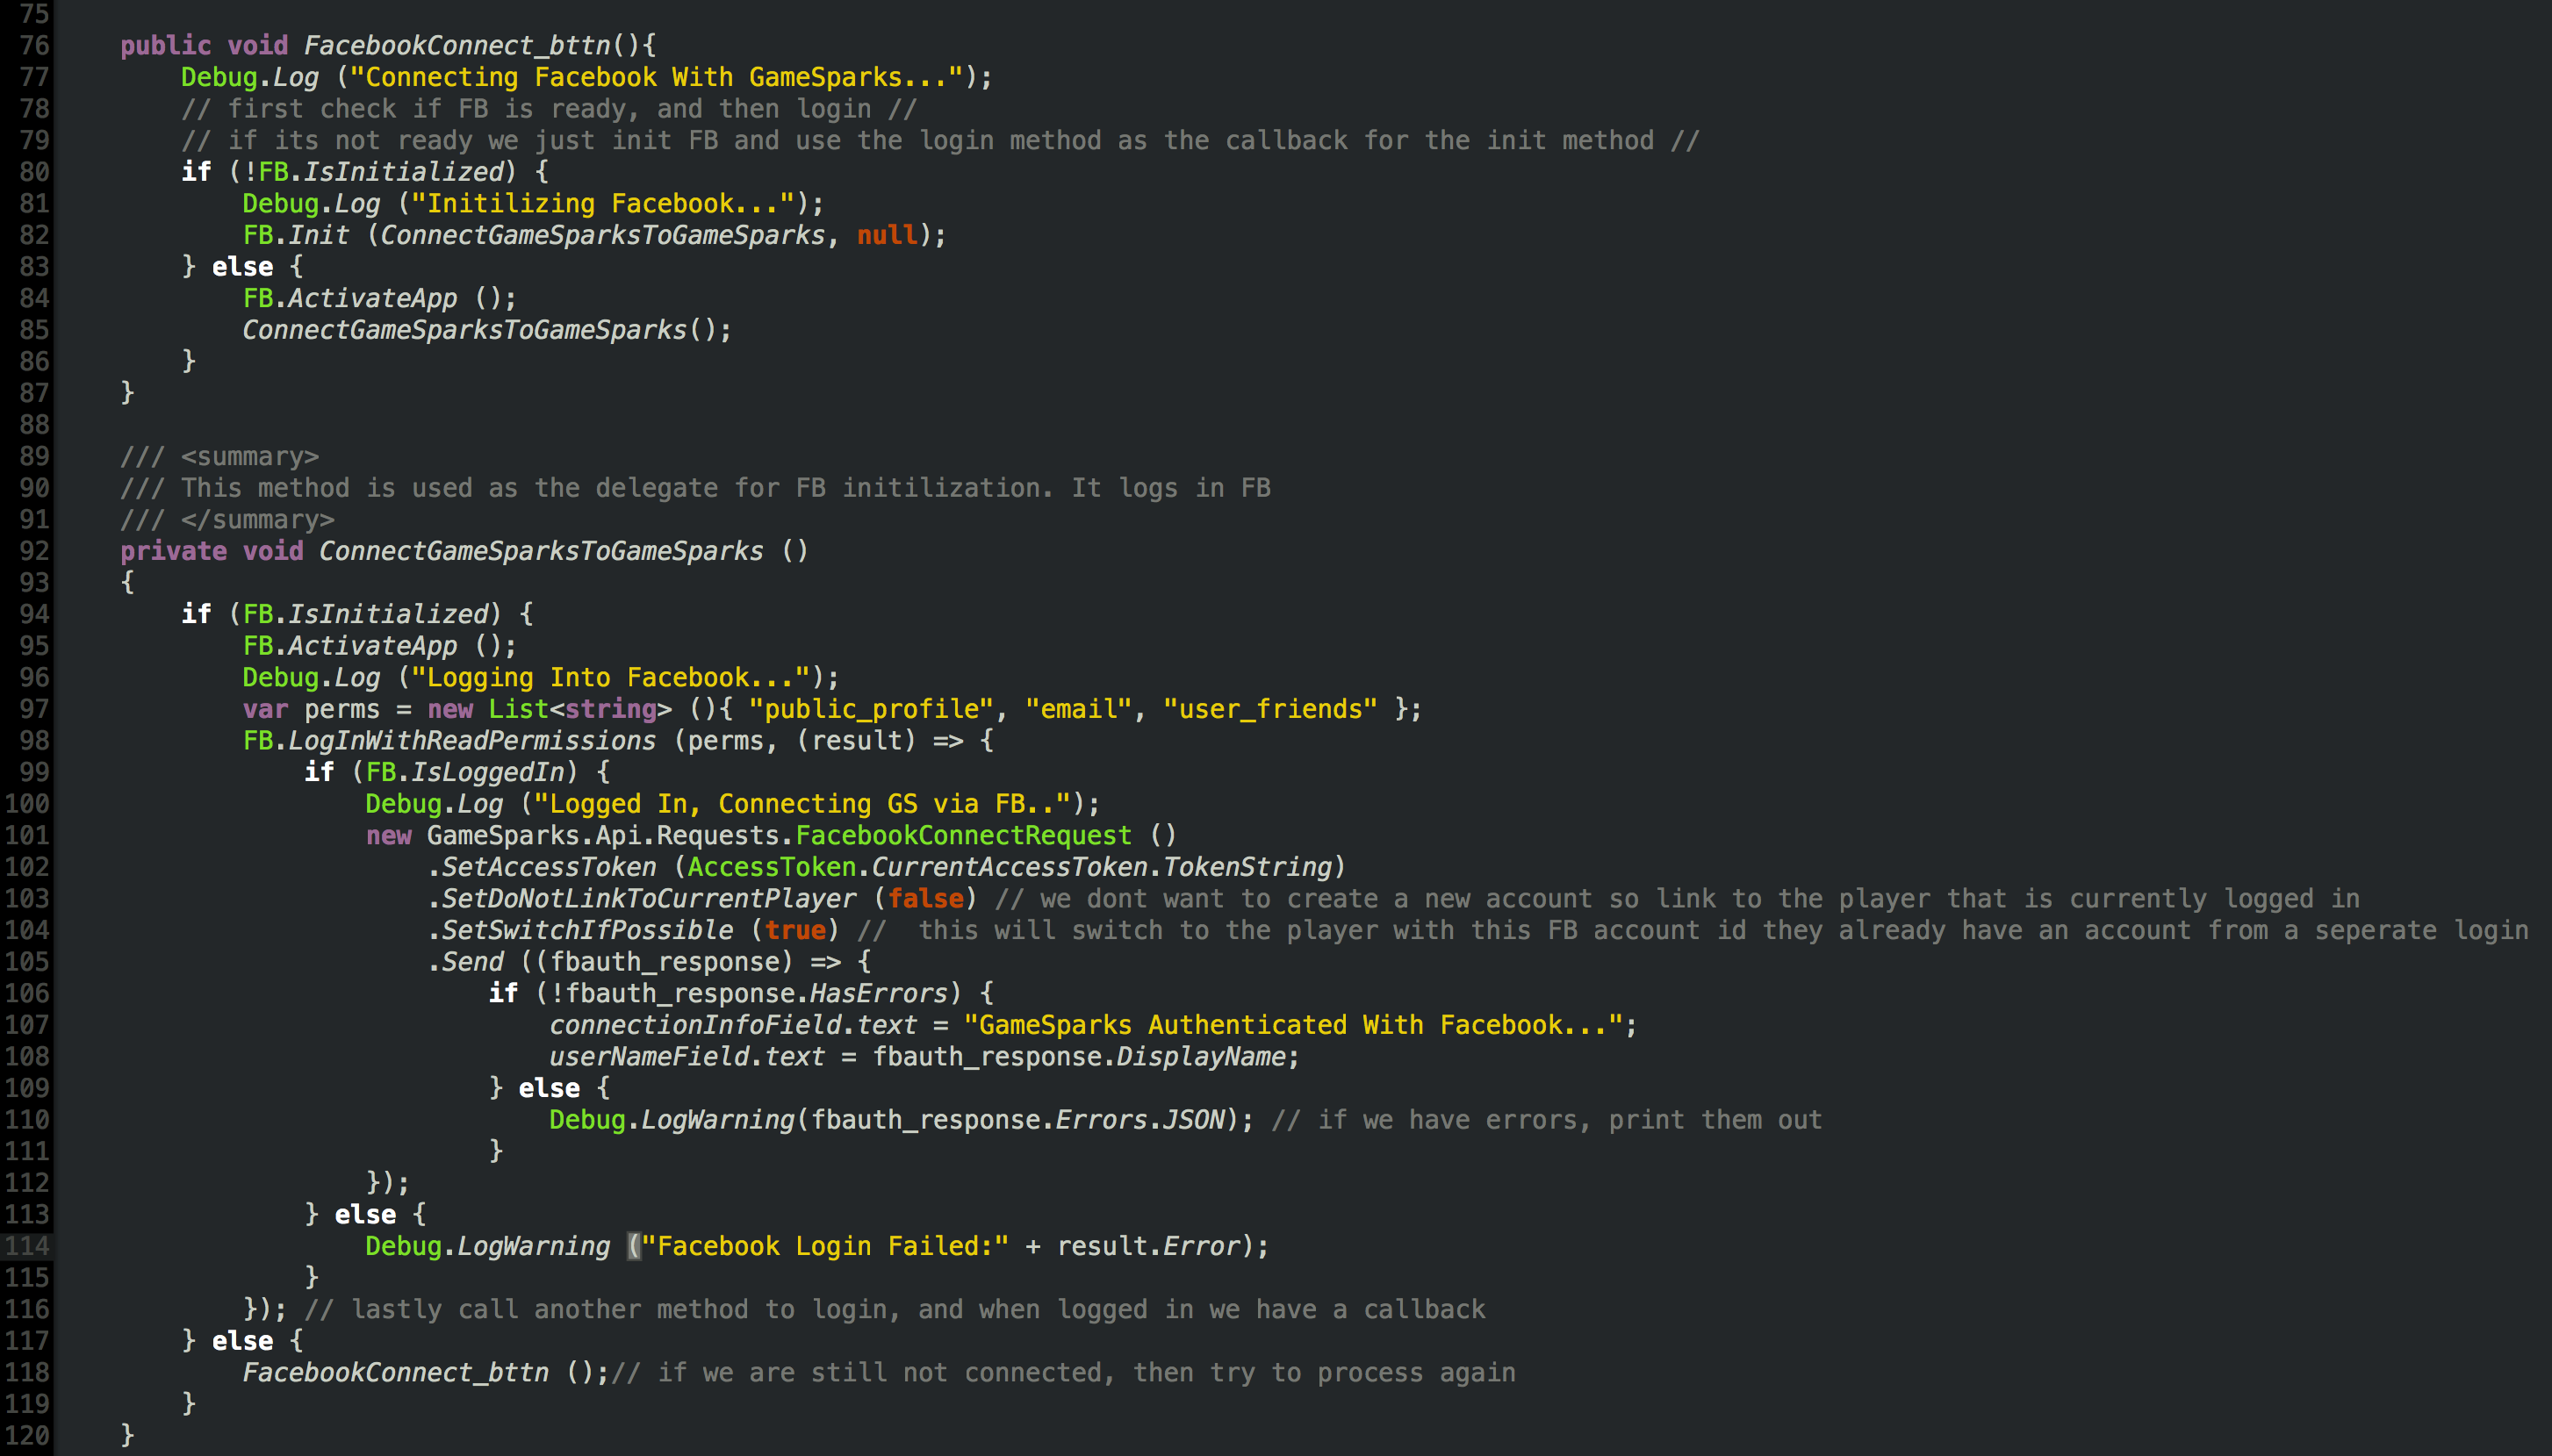 75
76 public void FacebookConnect_bttn(){
77 Debug.Log ("Connecting Facebook With GameSparks...");
78 // first check if FB is ready, and then login //
79 // if its not ready we just init FB and use the login method as the callback for the init method //
80 if (!FB.IsInitialized) {
81 Debug.Log ("Initilizing Facebook...");
82 FB.Init (ConnectGameSparksToGameSparks, null);
83 } else {
84 FB.ActivateApp ();
85 ConnectGameSparksToGameSparks();
86 }
87 }
88
89 /// <summary>
90 /// This method is used as the delegate for FB initilization. It logs in FB
91 /// </summary>
92 private void ConnectGameSparksToGameSparks ()
93 {
94 if (FB.IsInitialized) {
95 FB.ActivateApp ();
96 Debug.Log ("Logging Into Facebook...");
97 var perms = new List<string> (){ "public_profile", "email", "user_friends" };
98 FB.LogInWithReadPermissions (perms, (result) => {
99 if (FB.IsLoggedIn) {
100 Debug.Log ("Logged In, Connecting GS via FB..");
101 new GameSparks.Api.Requests.FacebookConnectRequest ()
102 .SetAccessToken (AccessToken.CurrentAccessToken.TokenString)
103 .SetDoNotLinkToCurrentPlayer (false) // we dont want to create a new account so link to the player that is currently logged in
104 .SetSwitchIfPossible (true) //  this will switch to the player with this FB account id they already have an account from a seperate login
105 .Send ((fbauth_response) => {
106 if (!fbauth_response.HasErrors) {
107 connectionInfoField.text = "GameSparks Authenticated With Facebook...";
108 userNameField.text = fbauth_response.DisplayName;
109 } else {
110 Debug.LogWarning(fbauth_response.Errors.JSON); // if we have errors, print them out
111 }
112 });
113 } else {
114 Debug.LogWarning ("Facebook Login Failed:" + result.Error);
115 }
116 }); // lastly call another method to login, and when logged in we have a callback
117 } else {
118 FacebookConnect_bttn ();// if we are still not connected, then try to process again
119 }
120 }